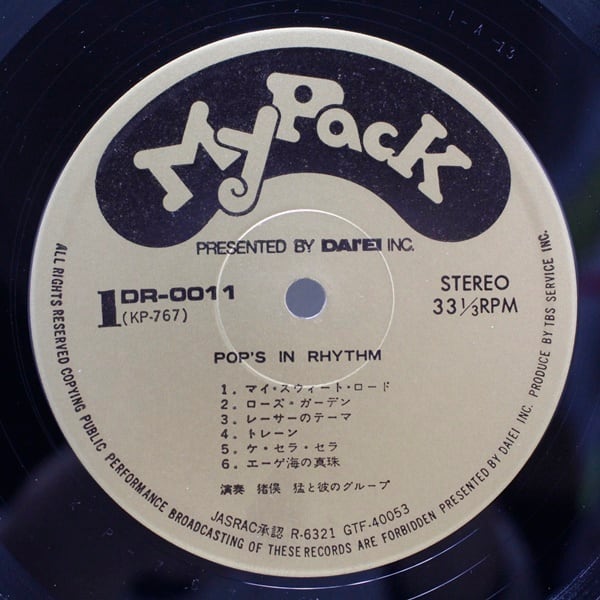 1-A-13
MyPack
PRESENTED BY DAI'EI INC.
1 DR-0011
(KP-767)
STEREO
33 1/3 RPM
POP'S IN RHYTHM
1. マイ・スウィート・ロード
2. ローズ・ガーデン
3. レーサーのテーマ
4. トレーン
5. ケ・セラ・セラ
6. エーゲ海の真珠
演奏 猪俣 猛と彼のグループ
JASRAC承認 R-6321 GTF-40053
ALL RIGHTS RESERVED COPYING PUBLIC PERFORMANCE BROADCASTING OF THESE RECORDS ARE FORBIDDEN PRESENTED BY DAIEI INC. PRODUCE BY TBS SERVICE INC.